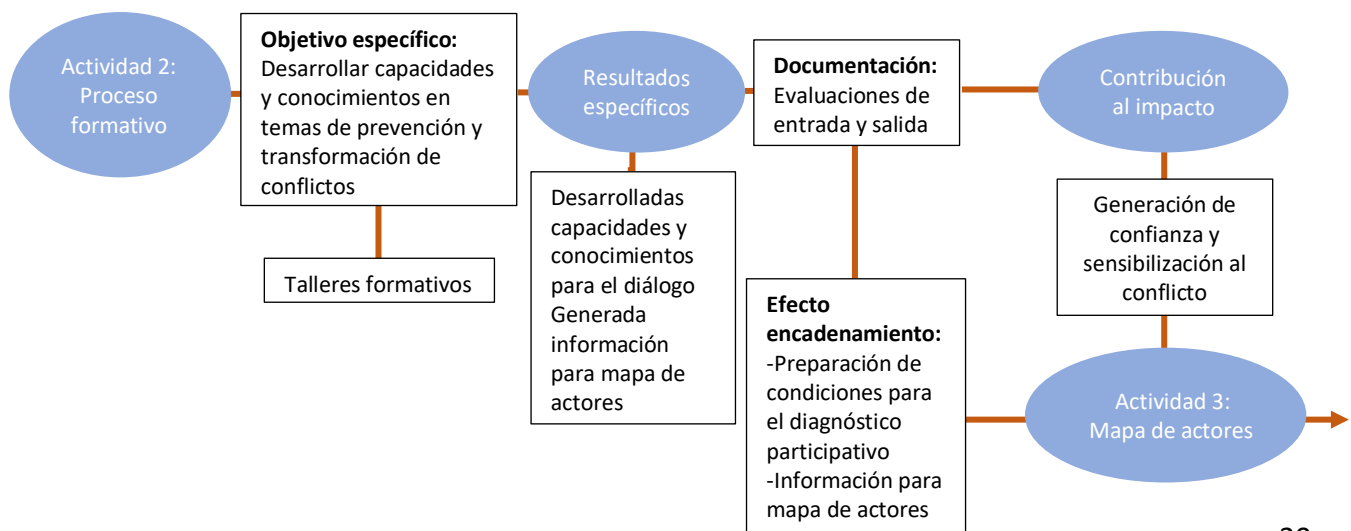 Actividad 2:
Proceso
formativo
Objetivo específico:
Desarrollar capacidades
y conocimientos en
temas de prevención y
transformación de
conflictos
Talleres formativos
Resultados
específicos
Desarrolladas
capacidades y
conocimientos
para el diálogo
Generada
información
para mapa de
actores
Documentación:
Evaluaciones de
entrada y salida
Efecto
encadenamiento:
-Preparación de
condiciones para
el diagnóstico
participativo
-Información para
mapa de actores
Contribución
al impacto
Generación de
confianza y
sensibilización al
conflicto
Actividad 3:
Mapa de actores